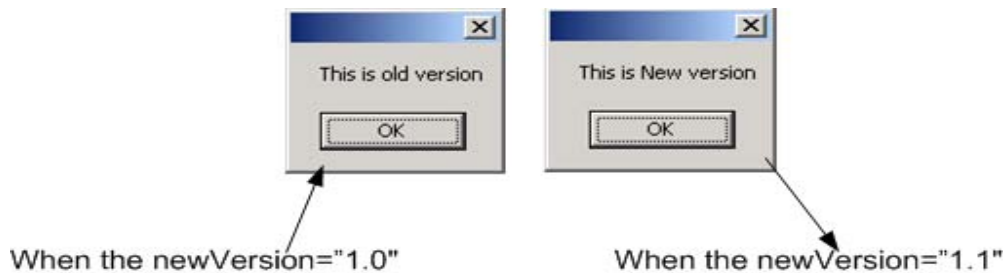 This is old version
This is New version
OK
OK
When the newVersion="1.0"
When the newVersion="1.1"